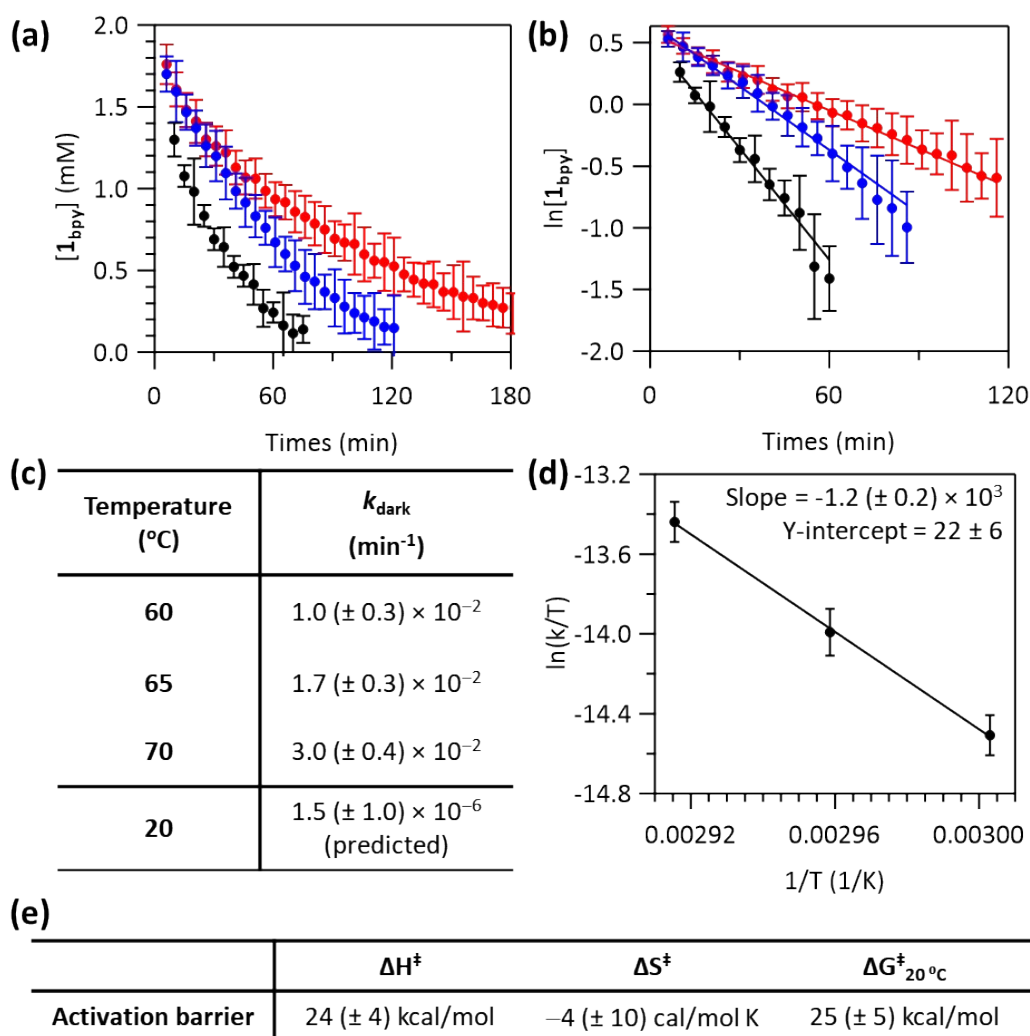 (a)
2.0
1.5
1.0
0.5
0.0
[1bpy] (mM)
0 60 120 180
Times (min)
(b)
0.5
0.0
-0.5
-1.0
-1.5
-2.0
ln[1bpy]
0 60 120
Times (min)
(c)
Temperature (°C) kdark (min⁻¹)
60 1.0 (± 0.3) × 10⁻²
65 1.7 (± 0.3) × 10⁻²
70 3.0 (± 0.4) × 10⁻²
20 1.5 (± 1.0) × 10⁻⁶
(predicted)
(d)
Slope = -1.2 (± 0.2) × 10³
Y-intercept = 22 ± 6
-13.2
-13.6
-14.0
-14.4
-14.8
ln(k/T)
0.00292 0.00296 0.00300
1/T (1/K)
(e)
ΔH‡ ΔS‡ ΔG‡20 °C
Activation barrier 24 (± 4) kcal/mol −4 (± 10) cal/mol K 25 (± 5) kcal/mol